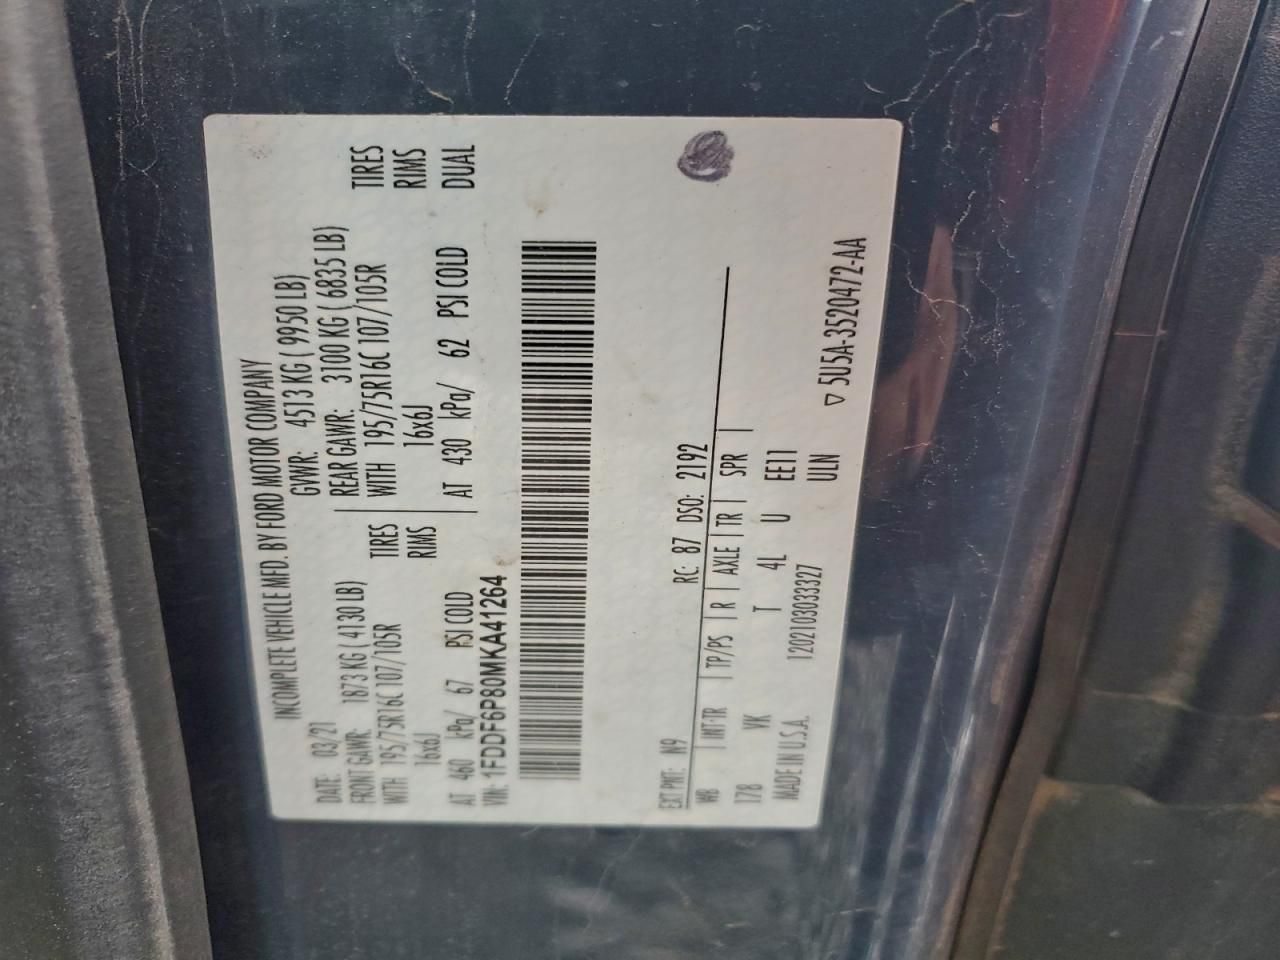 INCOMPLETE VEHICLE MFD. BY FORD MOTOR COMPANY
DATE: 03/21 GVWR: 4513 KG ( 9950 LB)
FRONT GAWR: 1873 KG ( 4130 LB) REAR GAWR: 3100 KG ( 6835 LB)
WITH 195/75R16C 107/105R TIRES WITH 195/75R16C 107/105R TIRES
16x6J RIMS 16x6J RIMS
AT 460 kPa/ 67 PSI COLD AT 430 kPa/ 62 PSI COLD DUAL
VIN: 1FDDF6P80MKA41264
EXT PNT: N9 RC: 87 DSO: 2192
WB INT-TR TP/PS R AXLE TR SPR
178 VK T 4L U EE11
MADE IN U.S.A. 120210303327 ULN
▽ 5U5A-3520472-AA